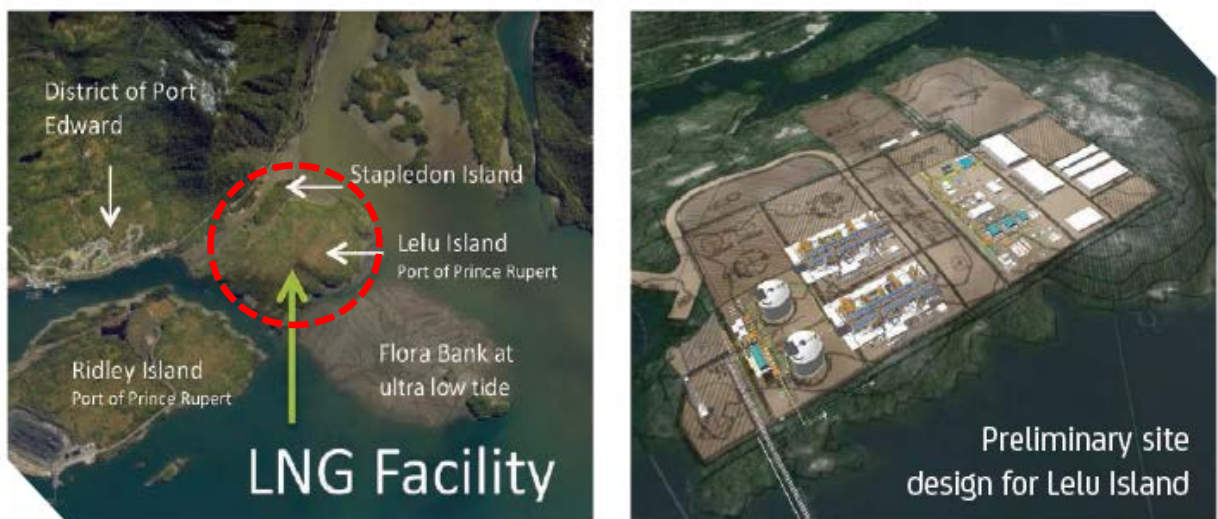 District of Port
Edward
Stapledon Island
Lelu Island
Port of Prince Rupert
Ridley Island
Port of Prince Rupert
Flora Bank at
ultra low tide
LNG Facility
Preliminary site
design for Lelu Island